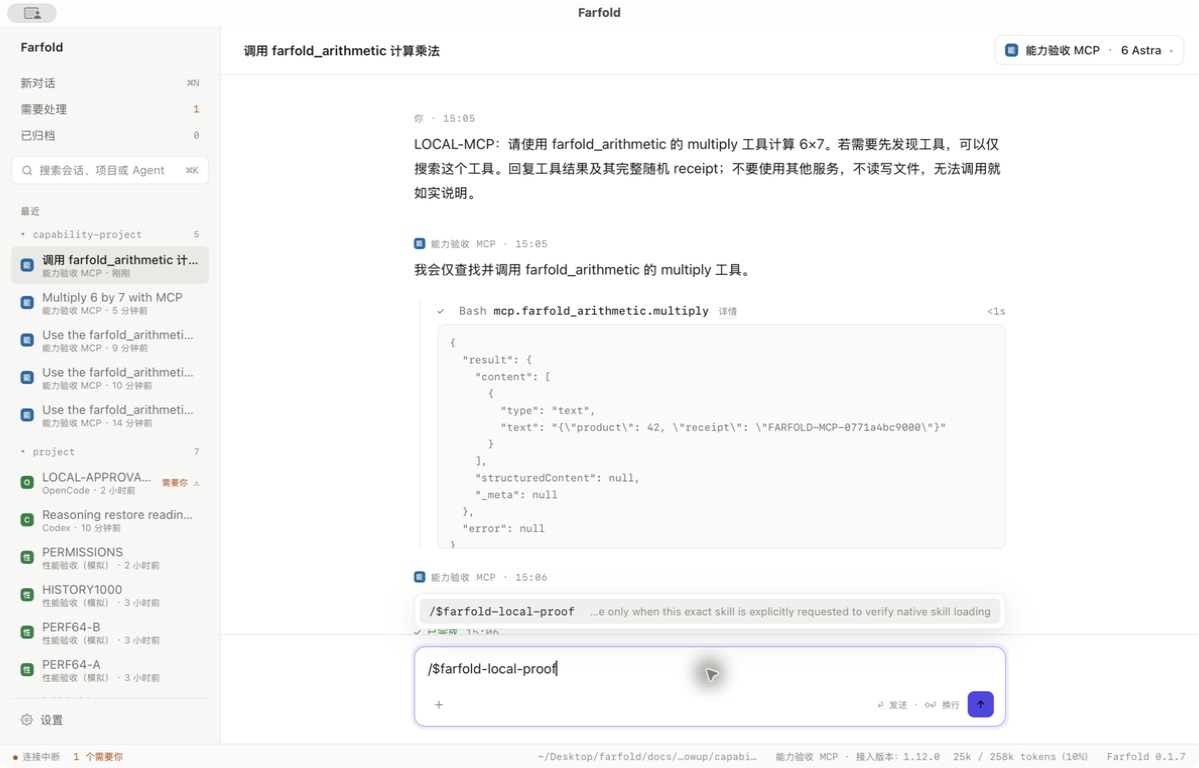 Farfold
Farfold
新对话 ⌘N
需要处理 1
已归档 0
搜索会话、项目或 Agent ⌘K
最近
capability-project 5
能 调用 farfold_arithmetic 计...
能力验收 MCP · 刚刚
能 Multiply 6 by 7 with MCP
能力验收 MCP · 5 分钟前
能 Use the farfold_arithmeti...
能力验收 MCP · 9 分钟前
能 Use the farfold_arithmeti...
能力验收 MCP · 10 分钟前
能 Use the farfold_arithmeti...
能力验收 MCP · 14 分钟前
project 7
O LOCAL-APPROVA... 需要你
OpenCode · 2 小时前
C Reasoning restore readin...
Codex · 10 分钟前
性 PERMISSIONS
性能验收（模拟） · 2 小时前
性 HISTORY1000
性能验收（模拟） · 3 小时前
性 PERF64-B
性能验收（模拟） · 3 小时前
性 PERF64-A
性能验收（模拟） · 3 小时前
设置
调用 farfold_arithmetic 计算乘法
能 能力验收 MCP · 6 Astra
你 · 15:05
LOCAL-MCP：请使用 farfold_arithmetic 的 multiply 工具计算 6×7。若需要先发现工具，可以仅
搜索这个工具。回复工具结果及其完整随机 receipt；不要使用其他服务，不读写文件，无法调用就
如实说明。
能 能力验收 MCP · 15:05
我会仅查找并调用 farfold_arithmetic 的 multiply 工具。
✓ Bash mcp.farfold_arithmetic.multiply 详情 <1s
{
"result": {
"content": [
{
"type": "text",
"text": "{\"product\": 42, \"receipt\": \"FARFOLD-MCP-0771a4bc9000\"}"
}
],
"structuredContent": null,
"_meta": null
},
"error": null
}
能 能力验收 MCP · 15:06
/$farfold-local-proof ...e only when this exact skill is explicitly requested to verify native skill loading
✓ 已完成 15:06
/$farfold-local-proof
+ 发送 · 换行
连接中断 1 个需要你
~/Desktop/farfold/docs/…owup/capabi… 能力验收 MCP · 接入版本: 1.12.0 25k / 258k tokens (10%) Farfold 0.1.7